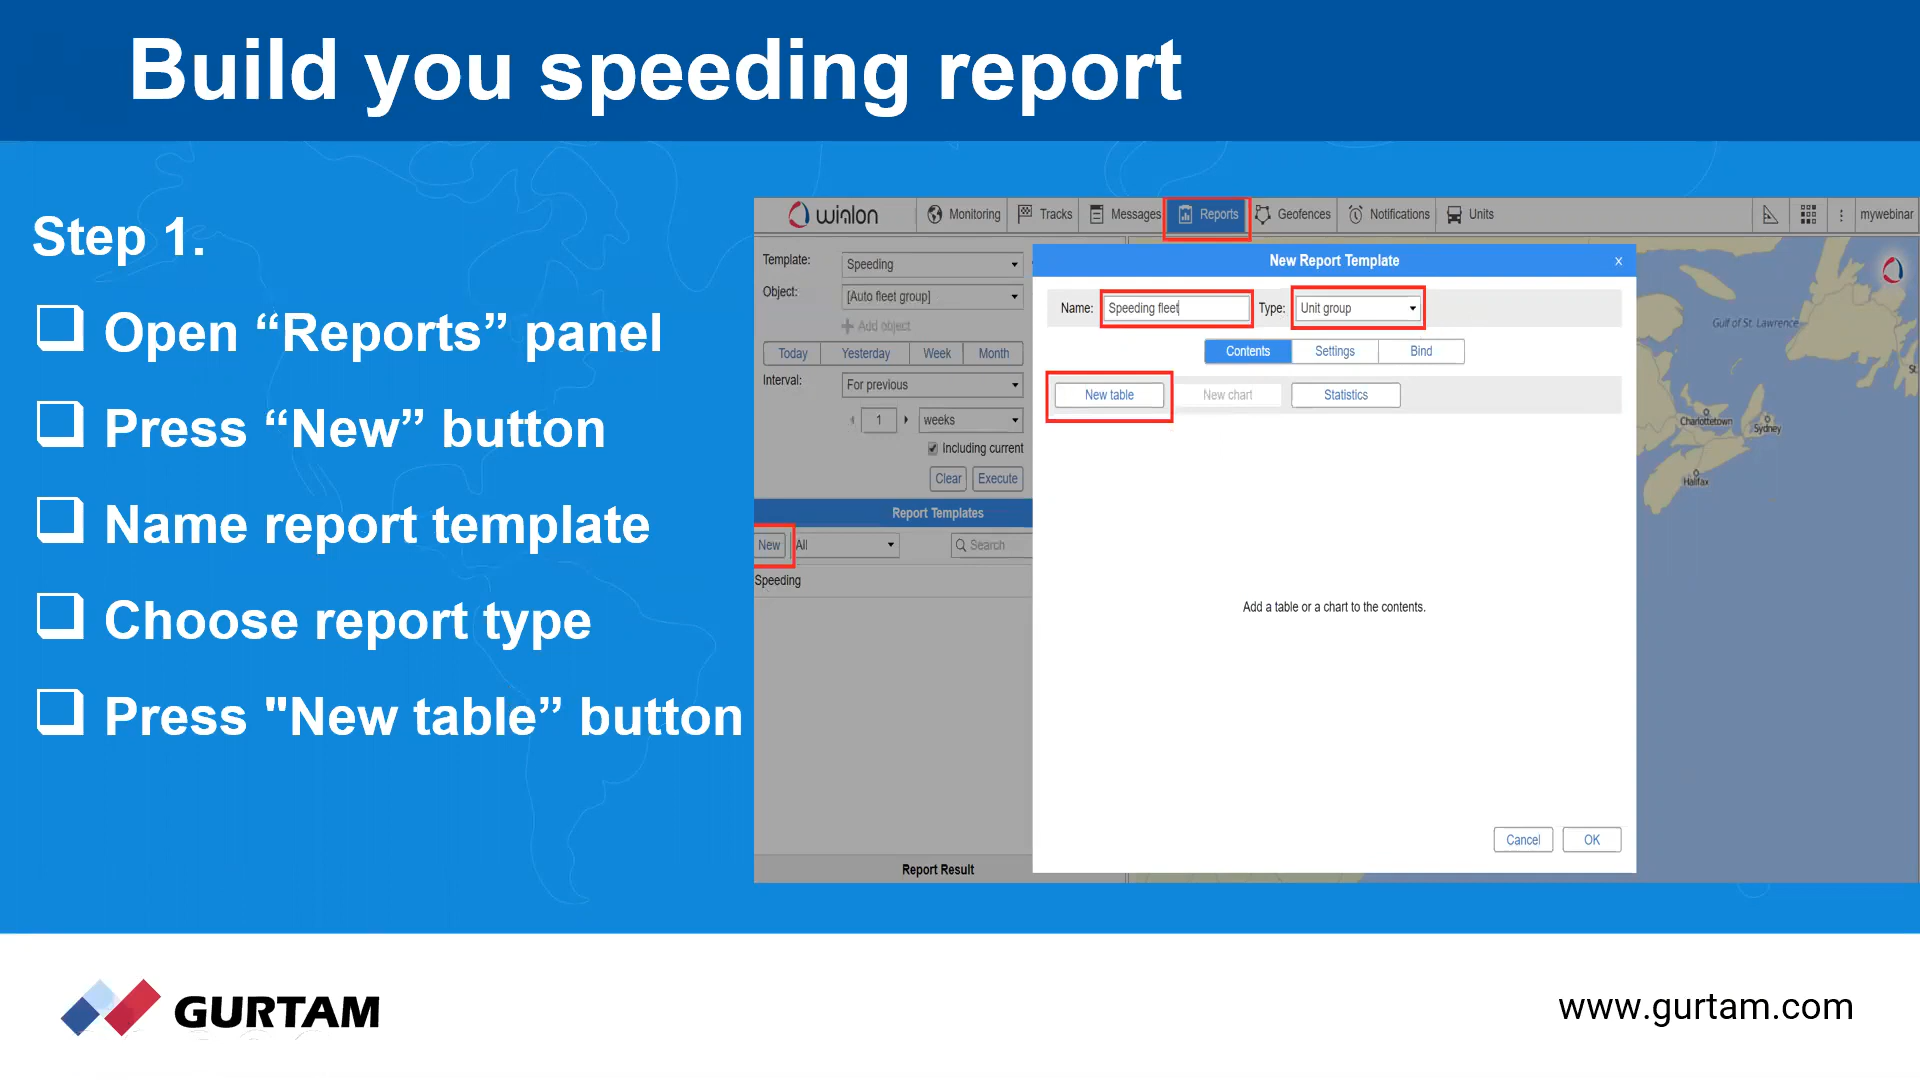 Build you speeding report
Step 1.
Open “Reports” panel
Press “New” button
Name report template
Choose report type
Press "New table” button
wialon
Monitoring
Tracks
Messages
Reports
Geofences
Notifications
Units
mywebinar
Template:
Speeding
Object:
[Auto fleet group]
Add object
Today
Yesterday
Week
Month
Interval:
For previous
1
weeks
Including current
Clear
Execute
Report Templates
New
All
Search
Speeding
Report Result
New Report Template
x
Name:
Speeding fleet
Type:
Unit group
Contents
Settings
Bind
New table
New chart
Statistics
Add a table or a chart to the contents.
Cancel
OK
Gulf of St. Lawrence
St.
Charlottetown
Sydney
Halifax
GURTAM
www.gurtam.com